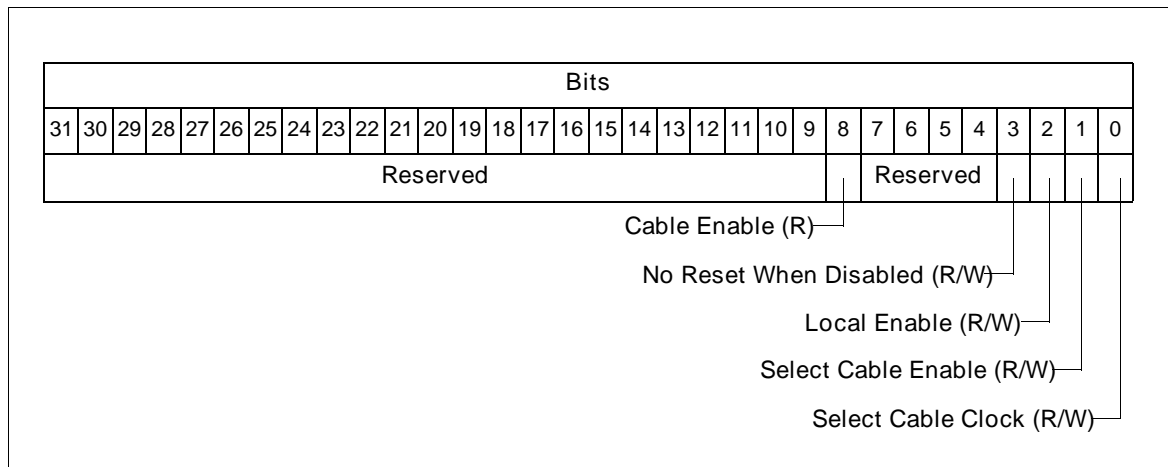 Bits
31 30 29 28 27 26 25 24 23 22 21 20 19 18 17 16 15 14 13 12 11 10 9 8 7 6 5 4 3 2 1 0
Reserved Reserved
Cable Enable (R)
No Reset When Disabled (R/W)
Local Enable (R/W)
Select Cable Enable (R/W)
Select Cable Clock (R/W)